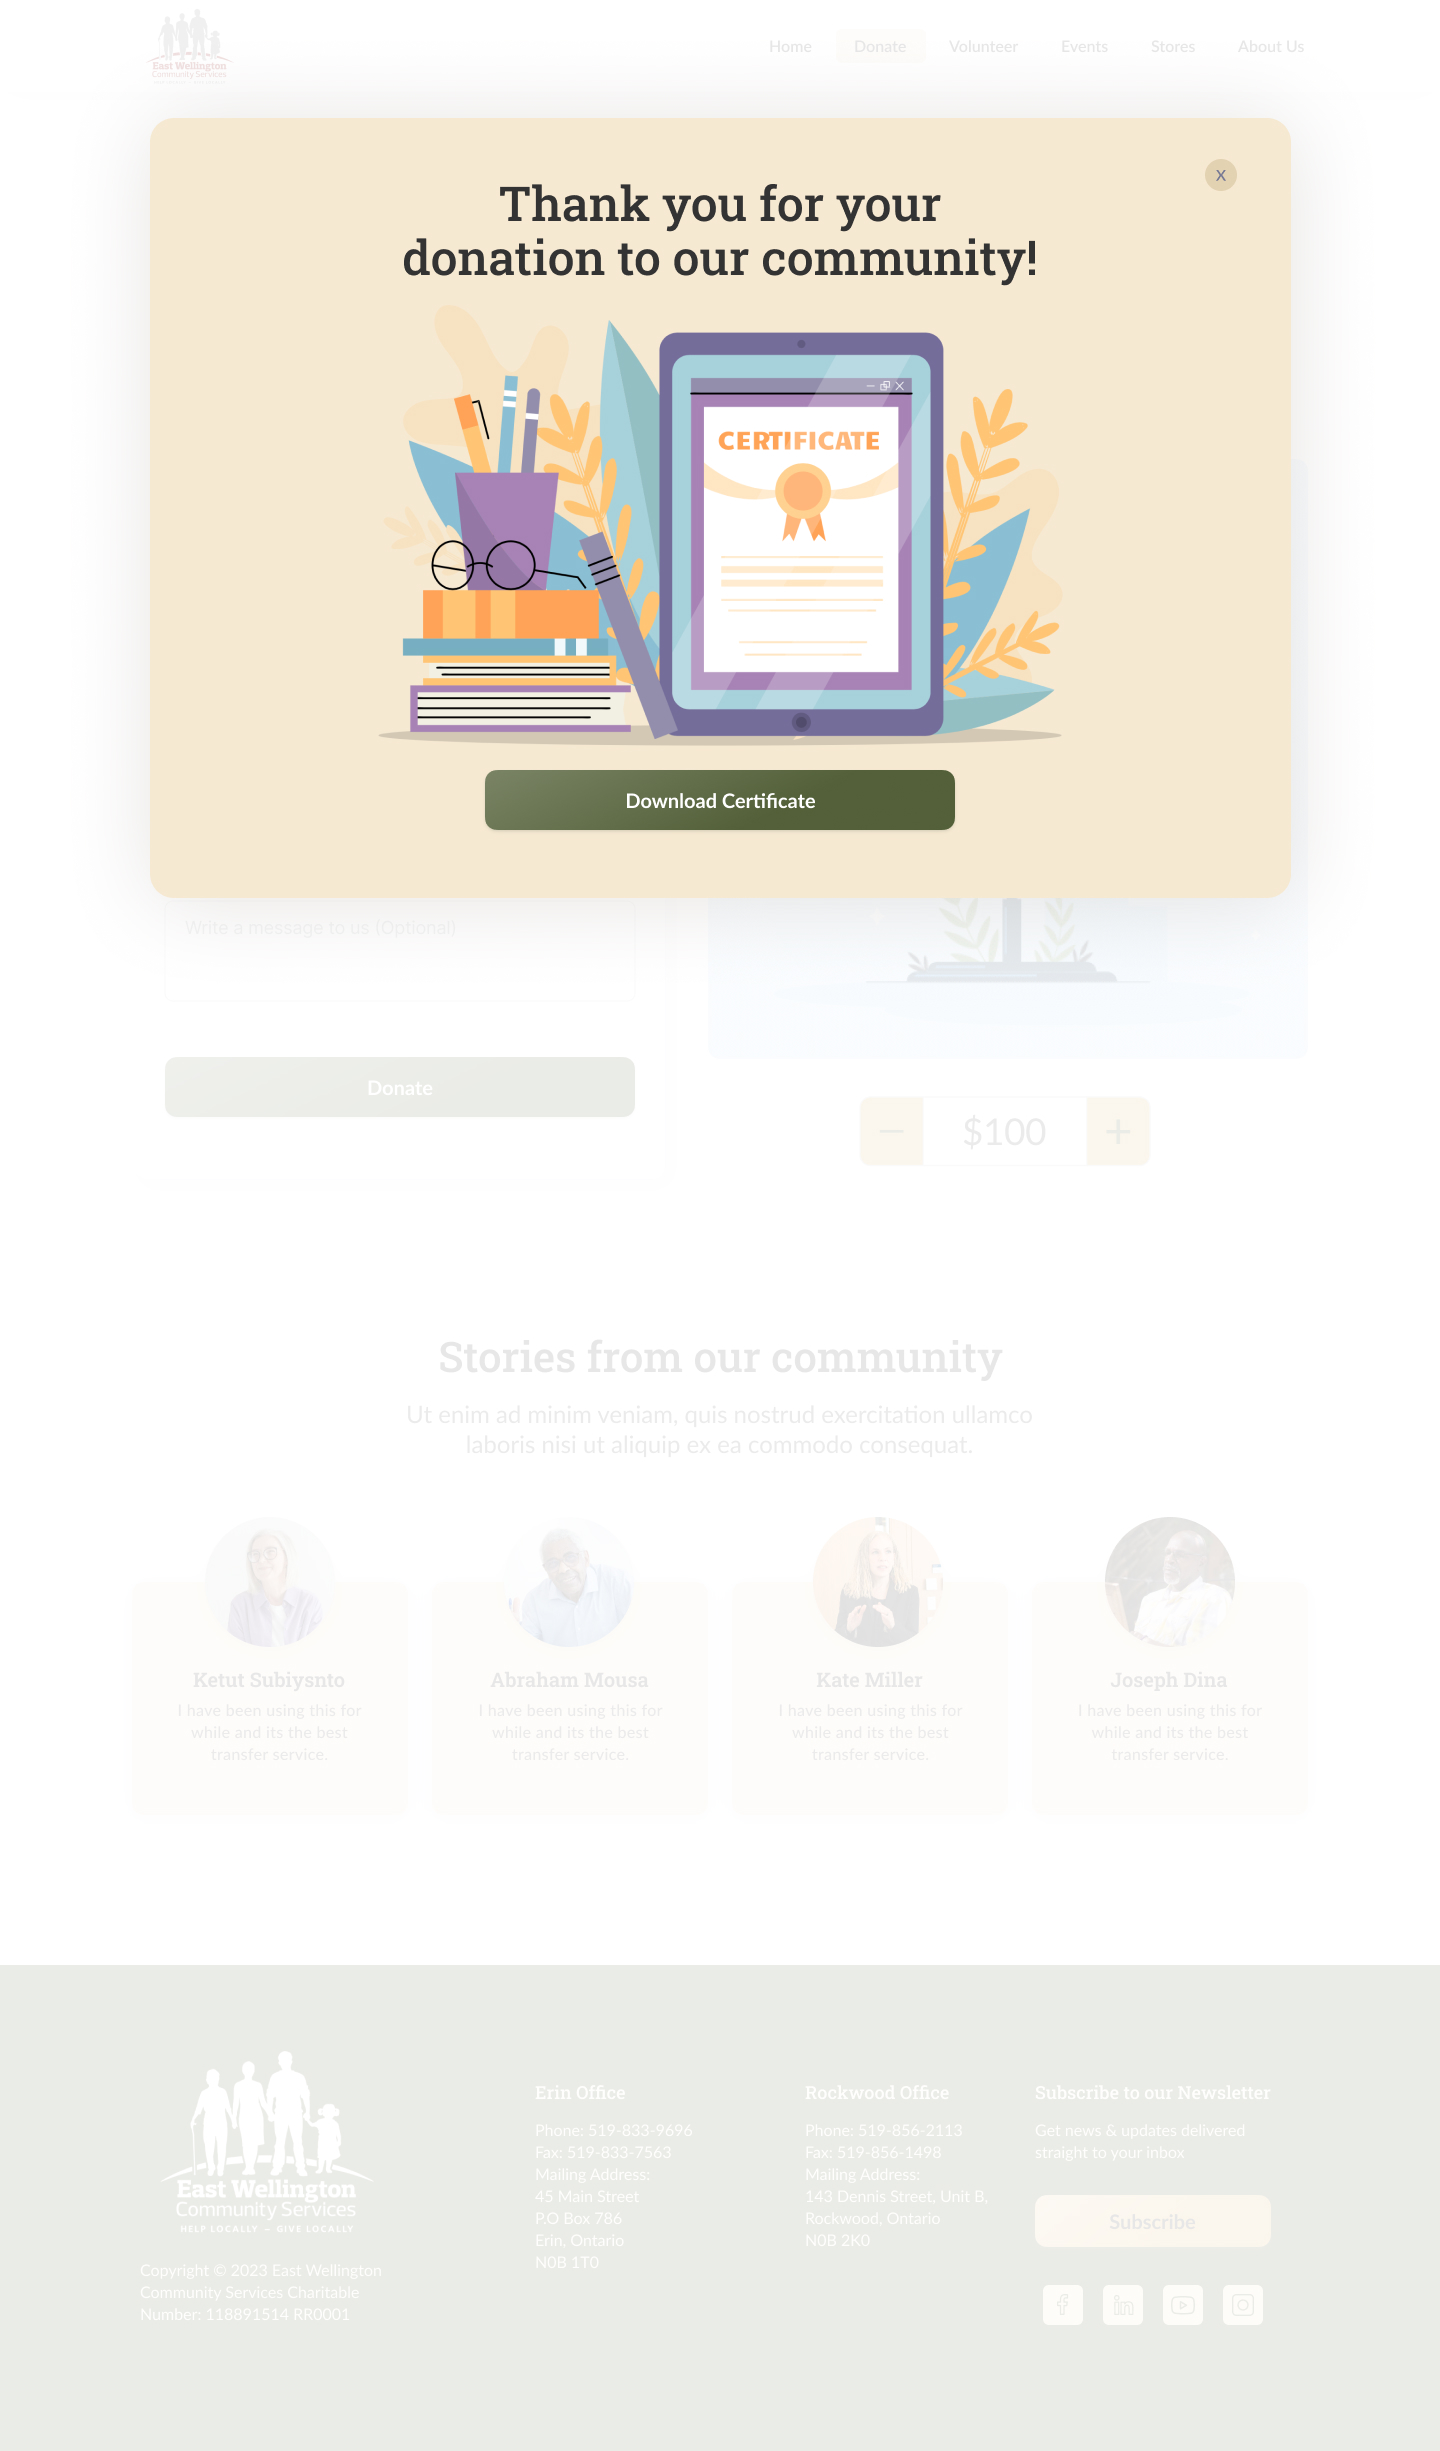 East Wellington
Community Services
Home
Donate
Volunteer
Events
Stores
About Us
X
Thank you for your
donation to our community!
CERTIFICATE
Download Certificate
Write a message to us (Optional)
Donate
$100
Stories from our community
Ut enim ad minim veniam, quis nostrud exercitation ullamco
laboris nisi ut aliquip ex ea commodo consequat.
Ketut Subiysnto
I have been using this for
while and its the best
transfer service.
Abraham Mousa
I have been using this for
while and its the best
transfer service.
Kate Miller
I have been using this for
while and its the best
transfer service.
Joseph Dina
I have been using this for
while and its the best
transfer service.
East Wellington
Community Services
HELP LOCALLY ~ GIVE LOCALLY
Copyright © 2023 East Wellington
Community Services Charitable
Number: 118891514 RR0001
Erin Office
Phone: 519-833-9696
Fax: 519-833-7563
Mailing Address:
45 Main Street
P.O Box 786
Erin, Ontario
N0B 1T0
Rockwood Office
Phone: 519-856-2113
Fax: 519-856-1498
Mailing Address:
143 Dennis Street, Unit B,
Rockwood, Ontario
N0B 2K0
Subscribe to our Newsletter
Get news & updates delivered
straight to your inbox
Subscribe